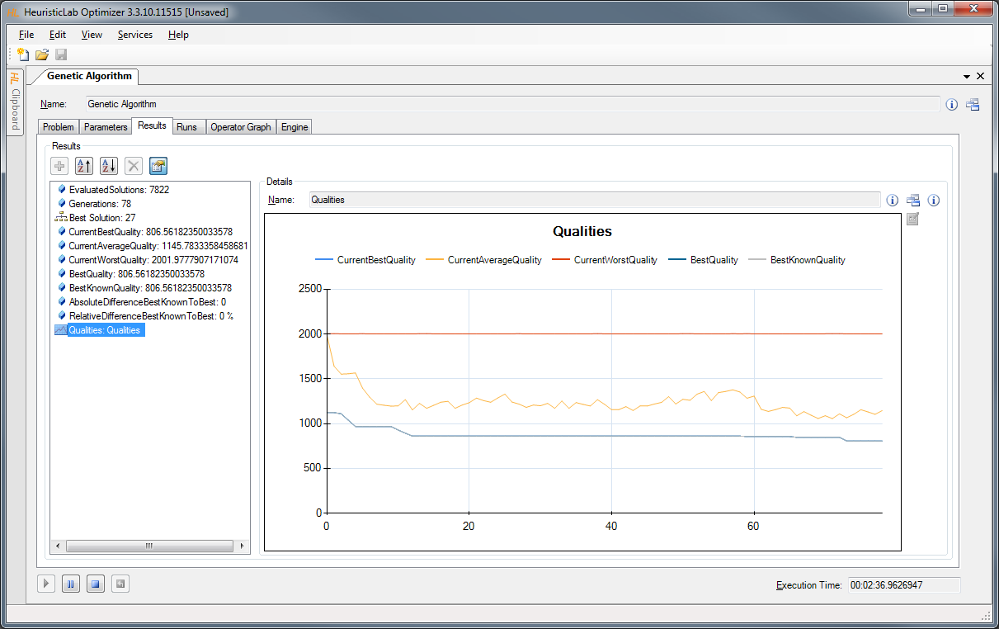 HeuristicLab Optimizer 3.3.10.11515 [Unsaved]
File Edit View Services Help
HL Clipboard
Genetic Algorithm
Name: Genetic Algorithm
Problem Parameters Results Runs Operator Graph Engine
Results
EvaluatedSolutions: 7822
Generations: 78
Best Solution: 27
CurrentBestQuality: 806.56182350033578
CurrentAverageQuality: 1145.7833358458681
CurrentWorstQuality: 2001.9777907171074
BestQuality: 806.56182350033578
BestKnownQuality: 806.56182350033578
AbsoluteDifferenceBestKnownToBest: 0
RelativeDifferenceBestKnownToBest: 0 %
Qualities: Qualities
Details
Name: Qualities
Qualities
CurrentBestQuality CurrentAverageQuality CurrentWorstQuality BestQuality BestKnownQuality
2500
2000
1500
1000
500
0
0 20 40 60
Execution Time: 00:02:36.9626947